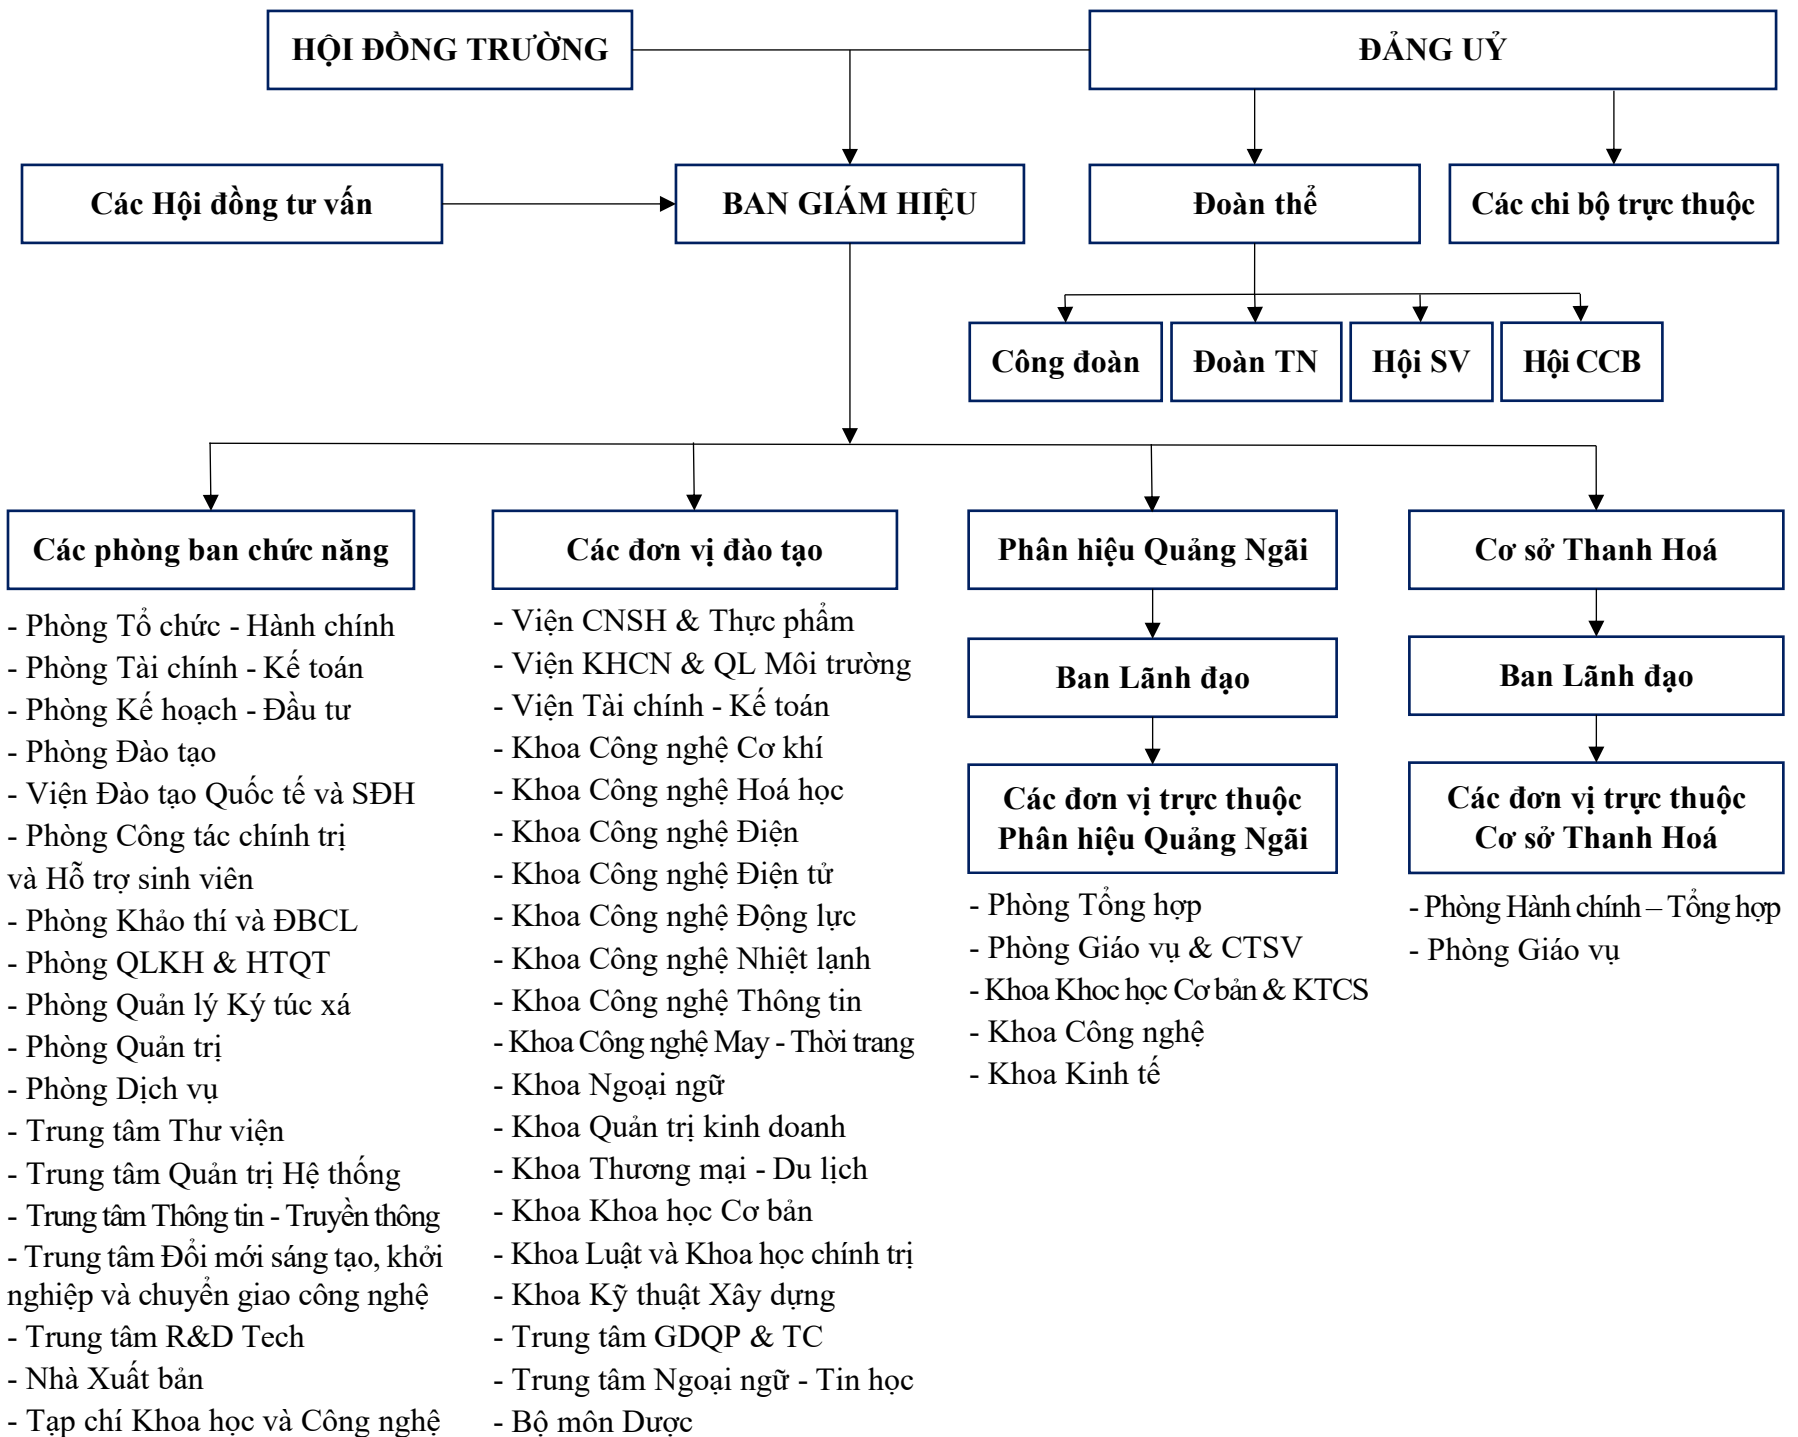 HỘI ĐỒNG TRƯỜNG
ĐẢNG UỶ
Các Hội đồng tư vấn
BAN GIÁM HIỆU
Đoàn thể
Các chi bộ trực thuộc
Công đoàn
Đoàn TN
Hội SV
Hội CCB
Các phòng ban chức năng
- Phòng Tổ chức - Hành chính
- Phòng Tài chính - Kế toán
- Phòng Kế hoạch - Đầu tư
- Phòng Đào tạo
- Viện Đào tạo Quốc tế và SĐH
- Phòng Công tác chính trị
và Hỗ trợ sinh viên
- Phòng Khảo thí và ĐBCL
- Phòng QLKH & HTQT
- Phòng Quản lý Ký túc xá
- Phòng Quản trị
- Phòng Dịch vụ
- Trung tâm Thư viện
- Trung tâm Quản trị Hệ thống
- Trung tâm Thông tin - Truyền thông
- Trung tâm Đổi mới sáng tạo, khởi
nghiệp và chuyển giao công nghệ
- Trung tâm R&D Tech
- Nhà Xuất bản
- Tạp chí Khoa học và Công nghệ
Các đơn vị đào tạo
- Viện CNSH & Thực phẩm
- Viện KHCN & QL Môi trường
- Viện Tài chính - Kế toán
- Khoa Công nghệ Cơ khí
- Khoa Công nghệ Hoá học
- Khoa Công nghệ Điện
- Khoa Công nghệ Điện tử
- Khoa Công nghệ Động lực
- Khoa Công nghệ Nhiệt lạnh
- Khoa Công nghệ Thông tin
- Khoa Công nghệ May - Thời trang
- Khoa Ngoại ngữ
- Khoa Quản trị kinh doanh
- Khoa Thương mại - Du lịch
- Khoa Khoa học Cơ bản
- Khoa Luật và Khoa học chính trị
- Khoa Kỹ thuật Xây dựng
- Trung tâm GDQP & TC
- Trung tâm Ngoại ngữ - Tin học
- Bộ môn Dược
Phân hiệu Quảng Ngãi
Ban Lãnh đạo
Các đơn vị trực thuộc
Phân hiệu Quảng Ngãi
- Phòng Tổng hợp
- Phòng Giáo vụ & CTSV
- Khoa Khoc học Cơ bản & KTCS
- Khoa Công nghệ
- Khoa Kinh tế
Cơ sở Thanh Hoá
Ban Lãnh đạo
Các đơn vị trực thuộc
Cơ sở Thanh Hoá
- Phòng Hành chính – Tổng hợp
- Phòng Giáo vụ